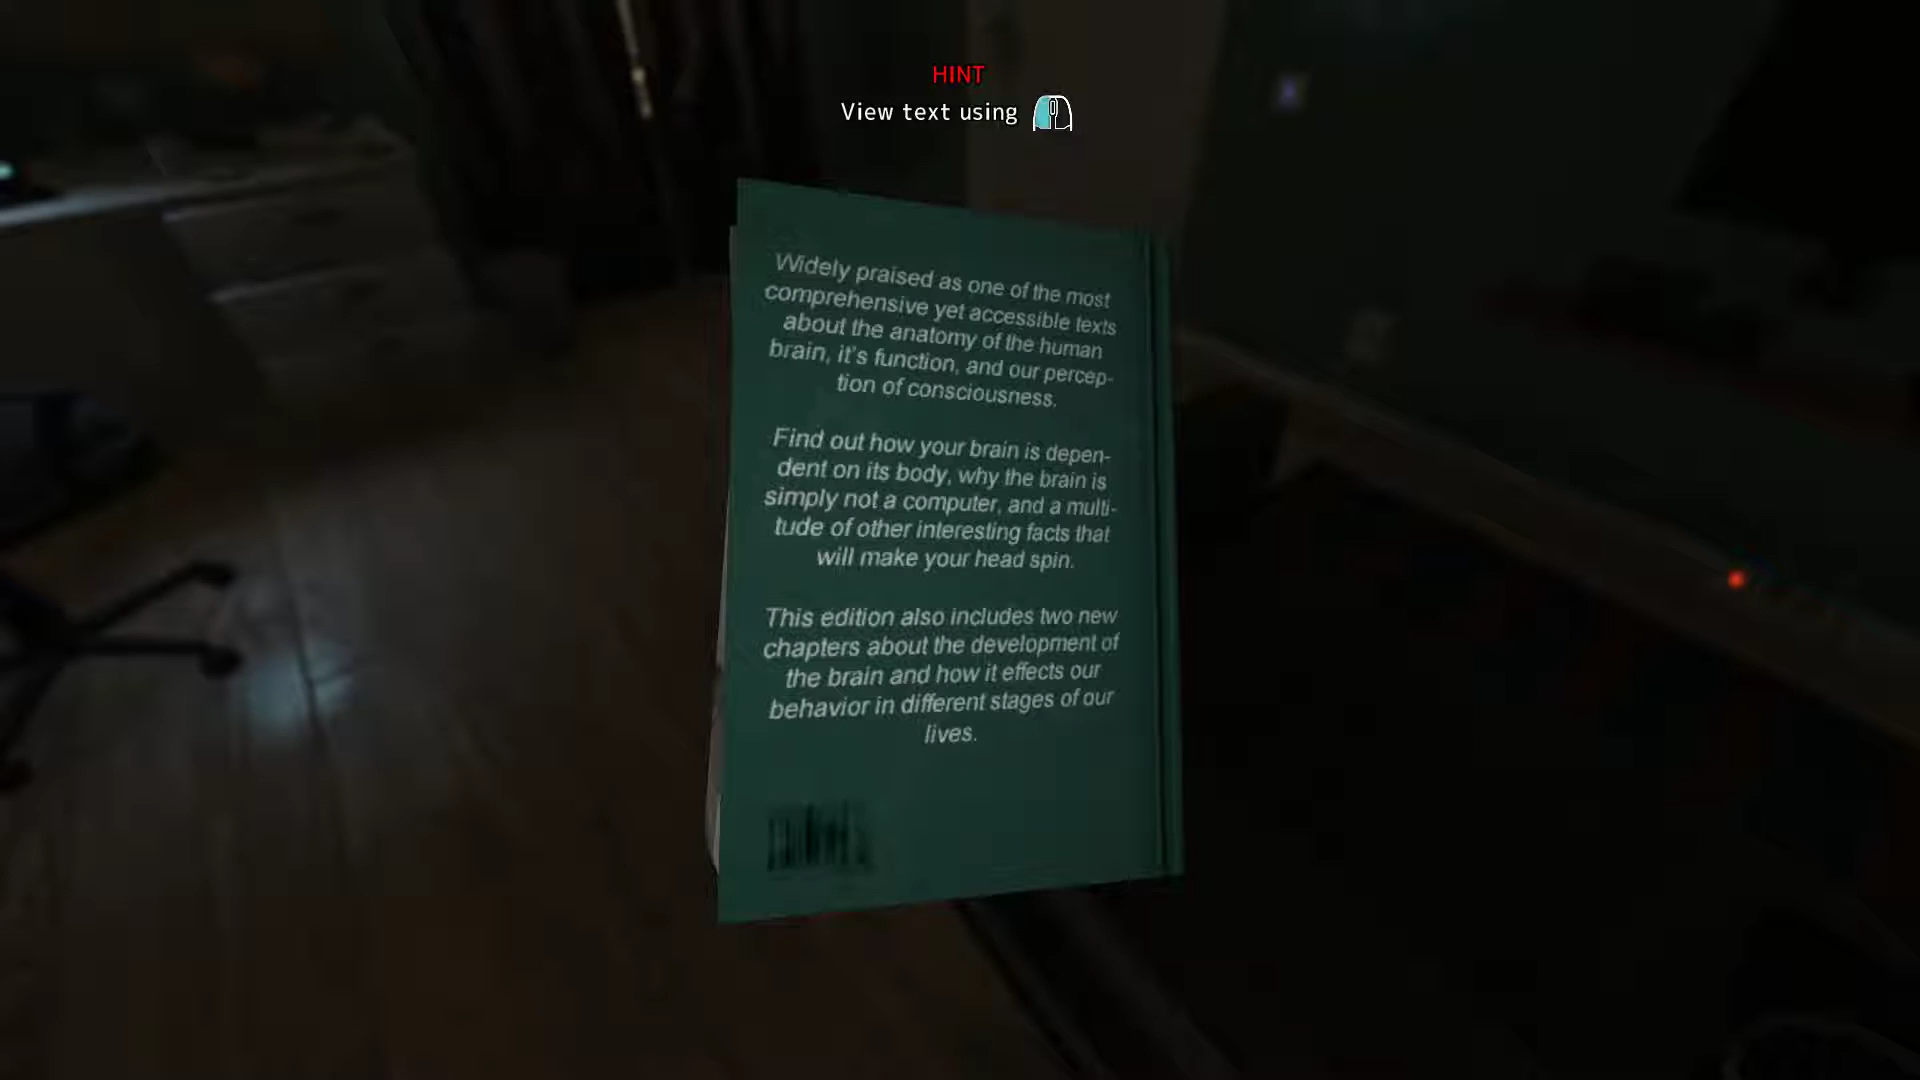 HINT
View text using
Widely praised as one of the most
comprehensive yet accessible texts
about the anatomy of the human
brain, it's function, and our percep-
tion of consciousness.
Find out how your brain is depen-
dent on its body, why the brain is
simply not a computer, and a multi-
tude of other interesting facts that
will make your head spin.
This edition also includes two new
chapters about the development of
the brain and how it effects our
behavior in different stages of our
lives.